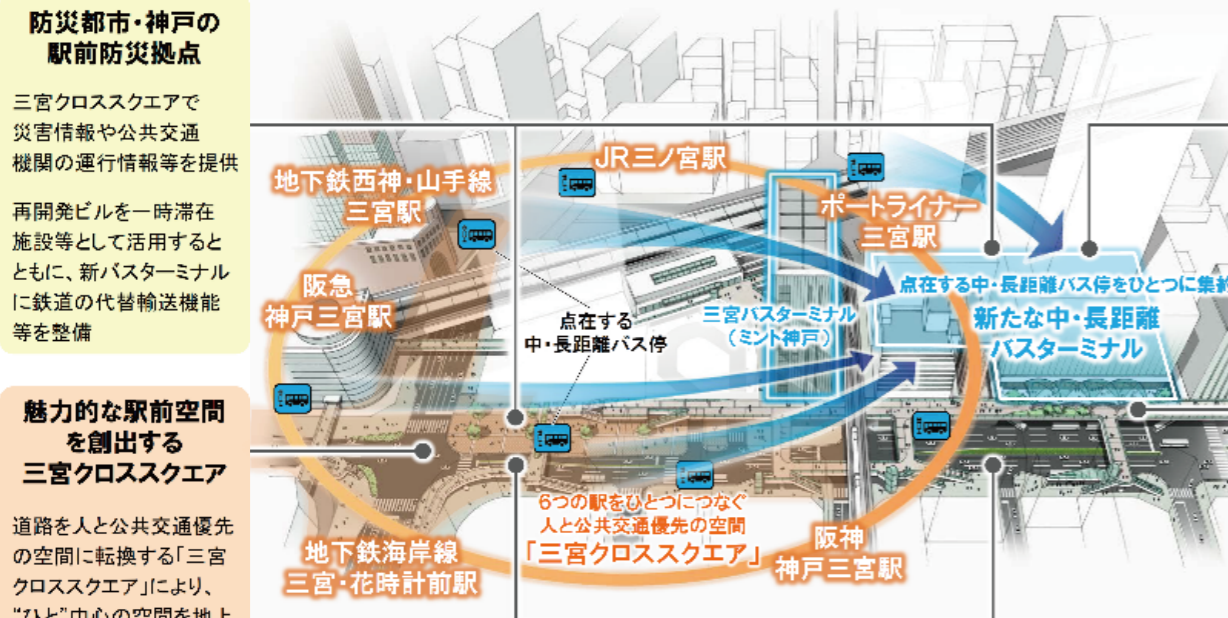 防災都市・神戸の
駅前防災拠点
三宮クロススクエアで
災害情報や公共交通
機関の運行情報等を提供
再開発ビルを一時滞在
施設等として活用すると
ともに、新バスターミナル
に鉄道の代替輸送機能
等を整備
魅力的な駅前空間
を創出する
三宮クロススクエア
道路を人と公共交通優先
の空間に転換する「三宮
クロススクエア」により、
“ひと”中心の空間を地上
JR三ノ宮駅
地下鉄西神・山手線
三宮駅
ポートライナー
三宮駅
阪急
神戸三宮駅
点在する
中・長距離バス停
三宮バスターミナル
（ミント神戸）
点在する中・長距離バス停をひとつに集約
新たな中・長距離
バスターミナル
6つの駅をひとつにつなぐ
人と公共交通優先の空間
「三宮クロススクエア」
地下鉄海岸線
三宮・花時計前駅
阪神
神戸三宮駅